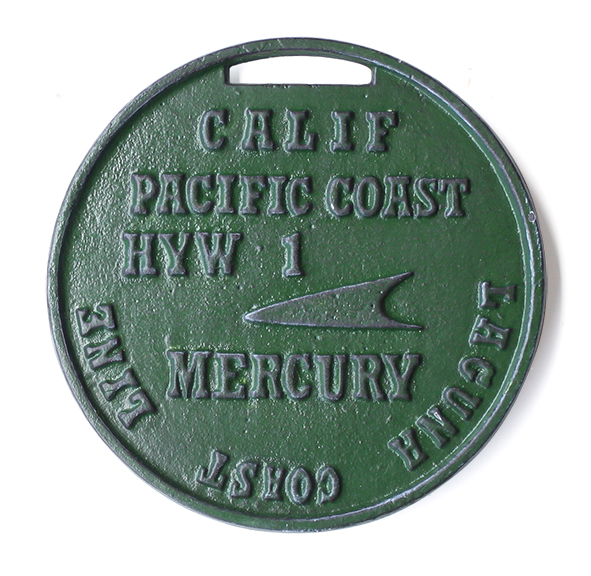 CALIF
PACIFIC COAST
HYW 1
MERCURY
LAGUNA COAST LINE